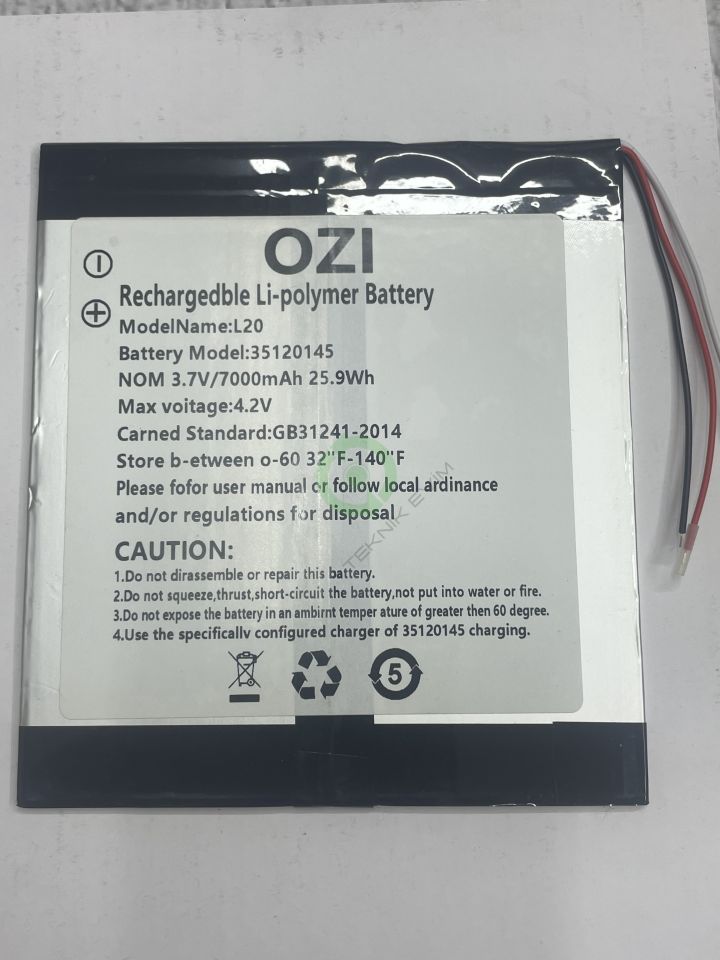 OZI
Rechargedble Li-polymer Battery
ModelName:L20
Battery Model:35120145
NOM 3.7V/7000mAh 25.9Wh
Max voitage:4.2V
Carned Standard:GB31241-2014
Store b-etween o-60 32"F-140"F
Please fofor user manual or follow local ardinance
and/or regulations for disposal
CAUTION:
1.Do not dirassemble or repair this battery.
2.Do not squeeze,thrust,short-circuit the battery,not put into water or fire.
3.Do not expose the battery in an ambirnt temper ature of greater then 60 degree.
4.Use the specifically configured charger of 35120145 charging.
5
TEKNİK E İM